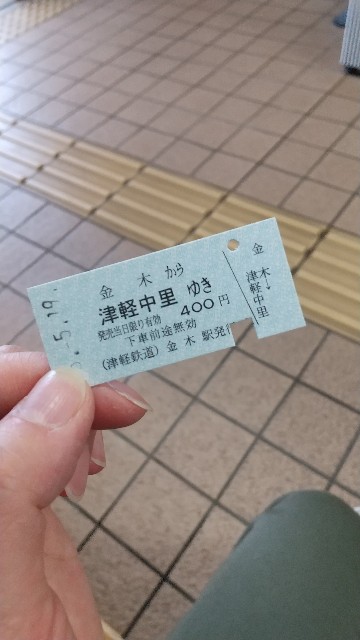 金木から
津軽中里ゆき
発売当日限り有効 400円
下車前途無効
(津軽鉄道)金木駅発行
金木→津軽中里
.-5.19.